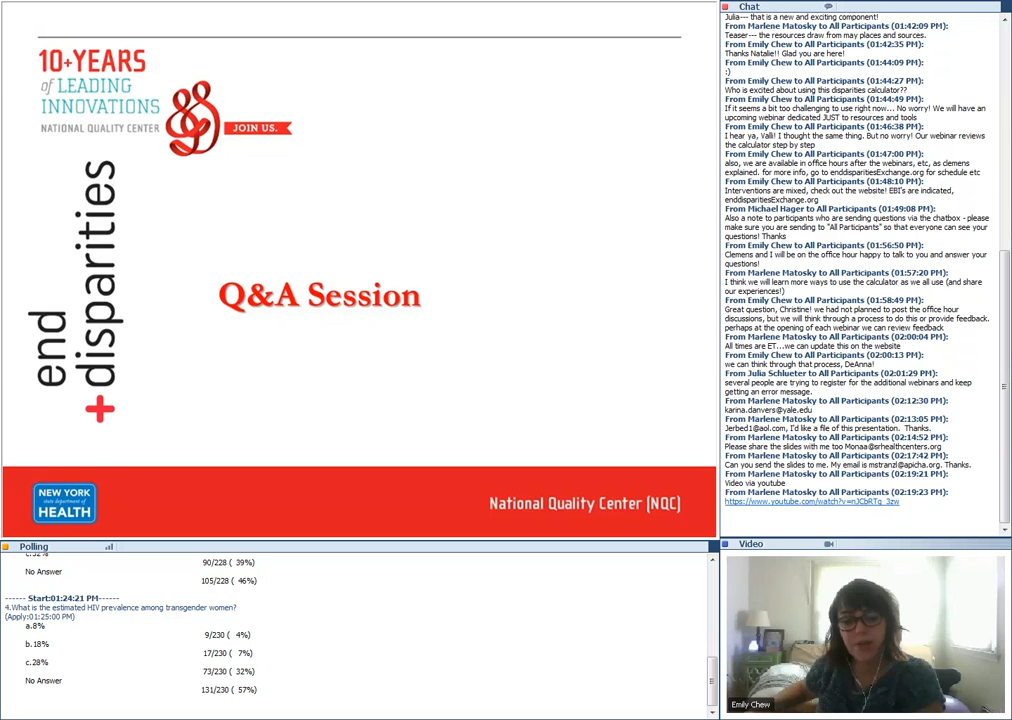 10+YEARS
of LEADING
INNOVATIONS
NATIONAL QUALITY CENTER
JOIN US.
end
+disparities
Q&A Session
NEW YORK
state department of
HEALTH
National Quality Center (NQC)
Chat
Julia--- that is a new and exciting component!
From Marlene Matosky to All Participants (01:42:09 PM):
Teaser--- the resources draw from may places and sources.
From Emily Chew to All Participants (01:42:35 PM):
Thanks Natalie!! Glad you are here!
From Emily Chew to All Participants (01:44:09 PM):
:)
From Emily Chew to All Participants (01:44:27 PM):
Who is excited about using this disparities calculator??
From Emily Chew to All Participants (01:44:49 PM):
If it seems a bit too challenging to use right now... No worry! We will have an
upcoming webinar dedicated JUST to resources and tools
From Emily Chew to All Participants (01:46:38 PM):
I hear ya, Valli! I thought the same thing. But no worry! Our webinar reviews
the calculator step by step
From Emily Chew to All Participants (01:47:00 PM):
also, we are available in office hours after the webinars, etc, as clemens
explained. for more info, go to enddisparitiesExchange.org for schedule etc
From Emily Chew to All Participants (01:48:10 PM):
Interventions are mixed, check out the website! EBI's are indicated,
enddisparitiesExchange.org
From Michael Hager to All Participants (01:49:08 PM):
Also a note to participants who are sending questions via the chatbox - please
make sure you are sending to "All Participants" so that everyone can see your
questions! Thanks
From Emily Chew to All Participants (01:56:50 PM):
Clemens and I will be on the office hour happy to talk to you and answer your
questions!
From Marlene Matosky to All Participants (01:57:20 PM):
I think we will learn more ways to use the calculator as we all use (and share
our experiences!)
From Emily Chew to All Participants (01:58:49 PM):
Great question, Christine! we had not planned to post the office hour
discussions, but we will think through a process to do this or provide feedback.
perhaps at the opening of each webinar we can review feedback
From Marlene Matosky to All Participants (02:00:04 PM):
All times are ET...we can update this on the website
From Emily Chew to All Participants (02:00:13 PM):
we can think through that process, DeAnna!
From Julia Schlueter to All Participants (02:01:29 PM):
several people are trying to register for the additional webinars and keep
getting an error message.
From Marlene Matosky to All Participants (02:12:30 PM):
karina.danvers@yale.edu
From Marlene Matosky to All Participants (02:13:05 PM):
Jerbed1@aol.com, I'd like a file of this presentation.  Thanks.
From Marlene Matosky to All Participants (02:14:52 PM):
Please share the slides with me too Monaa@srhealthcenters.org
From Marlene Matosky to All Participants (02:17:42 PM):
Can you send the slides to me. My email is mstranzl@apicha.org. Thanks.
From Marlene Matosky to All Participants (02:19:21 PM):
Video via youtube
From Marlene Matosky to All Participants (02:19:23 PM):
https://www.youtube.com/watch?v=nJCbRTq_3zw
Polling
c.32%
90/228 ( 39%)
No Answer
105/228 ( 46%)
------ Start:01:24:21 PM------
4.What is the estimated HIV prevalence among transgender women?
(Apply:01:25:00 PM)
a.8%
9/230 ( 4%)
b.18%
17/230 ( 7%)
c.28%
73/230 ( 32%)
No Answer
131/230 ( 57%)
Video
Emily Chew